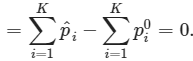 = \sum_{i=1}^{K} \hat{p}_i - \sum_{i=1}^{K} p_i^0 = 0.